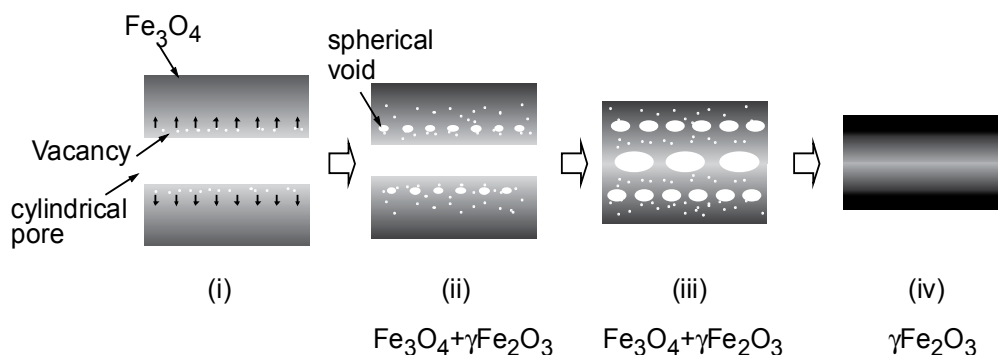 Fe₃O₄
spherical
void
Vacancy
cylindrical
pore
(i)
(ii)
(iii)
(iv)
Fe₃O₄+γFe₂O₃
Fe₃O₄+γFe₂O₃
γFe₂O₃